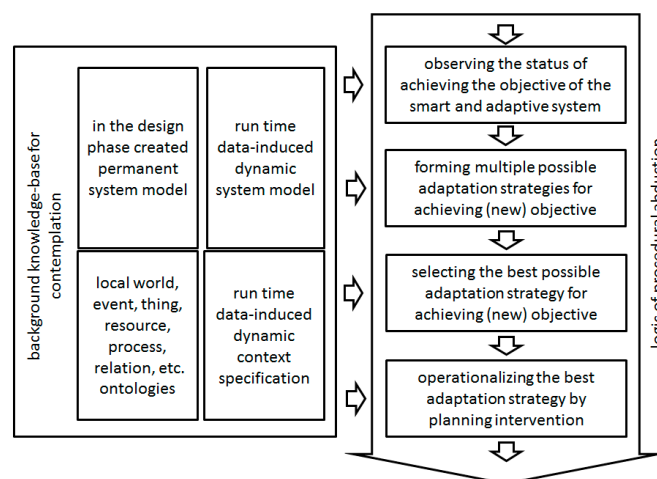 background knowledge-base for
contemplation
in the design
phase created
permanent
system model
run time
data-induced
dynamic
system model
local world,
event, thing,
resource,
process,
relation, etc.
ontologies
run time
data-induced
dynamic
context
specification
observing the status of
achieving the objective of the
smart and adaptive system
forming multiple possible
adaptation strategies for
achieving (new) objective
selecting the best possible
adaptation strategy for
achieving (new) objective
operationalizing the best
adaptation strategy by
planning intervention
logic of procedural abduction